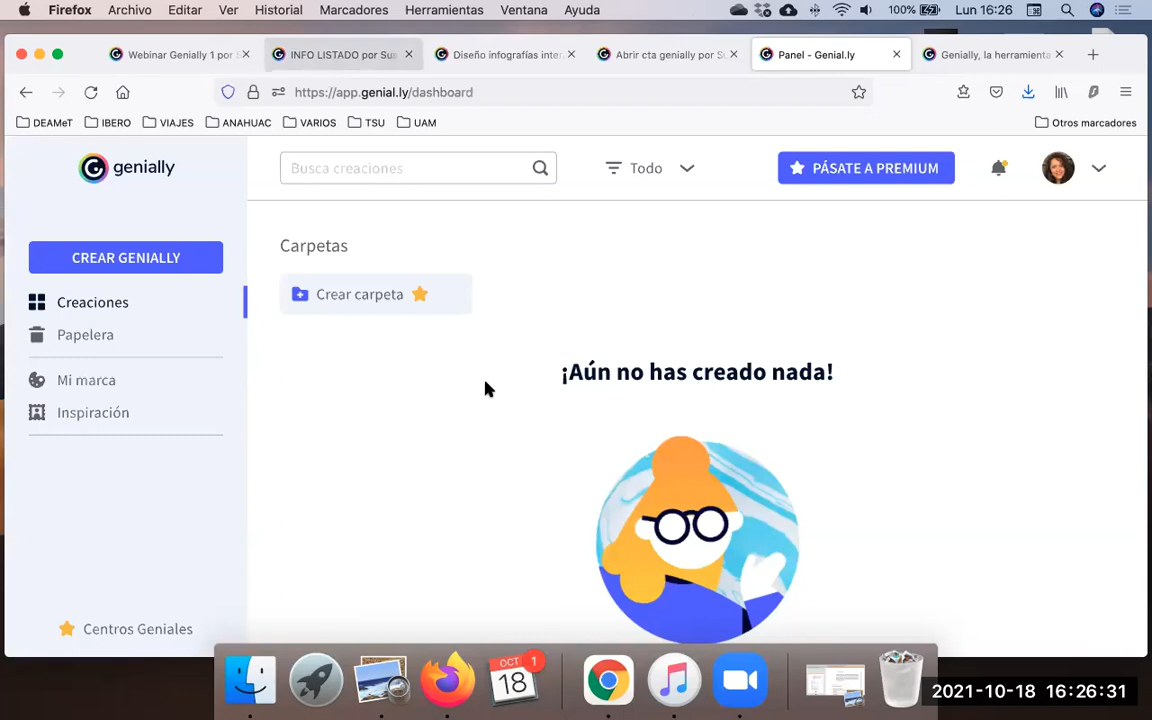 Firefox Archivo Editar Ver Historial Marcadores Herramientas Ventana Ayuda 100% Lun 16:26
Webinar Genially 1 por S INFO LISTADO por Sus Diseño infografías inter Abrir cta genially por S Panel - Genial.ly Genially, la herramienta
https://app.genial.ly/dashboard
DEAMeT IBERO VIAJES ANAHUAC VARIOS TSU UAM Otros marcadores
genially Busca creaciones Todo PÁSATE A PREMIUM
Carpetas
CREAR GENIALLY
Crear carpeta
Creaciones
Papelera
¡Aún no has creado nada!
Mi marca
Inspiración
Centros Geniales
OCT 1
18
2021-10-18 16:26:31